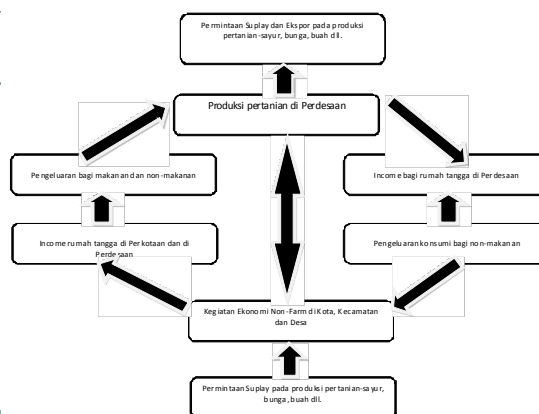 Permintaan Suplay dan Ekspor pada produksi
pertanian-sayur, bunga, buah dll.
Produksi pertanian di Perdesaan
Pengeluaran bagi makanan dan non-makanan
Income bagi rumah tangga di Perdesaan
Income rumah tangga di Perkotaan dan di
Perdesaan
Pengeluaran konsumsi bagi non-makanan
Kegiatan Ekonomi Non-Farm di Kota, Kecamatan
dan Desa
Permintaan Suplay pada produksi pertanian-sayur,
bunga, buah dll.